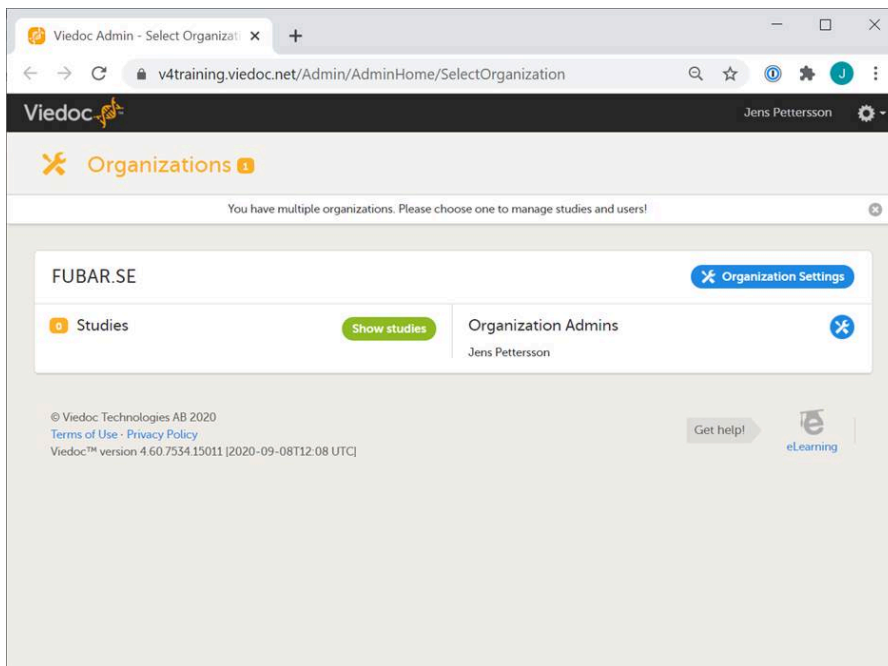 Viedoc Admin - Select Organizati
v4training.viedoc.net/Admin/AdminHome/SelectOrganization
J
Viedoc
Jens Pettersson
Organizations 1
You have multiple organizations. Please choose one to manage studies and users!
FUBAR.SE
Organization Settings
0 Studies
Show studies
Organization Admins
Jens Pettersson
© Viedoc Technologies AB 2020
Terms of Use · Privacy Policy
Viedoc™ version 4.60.7534.15011 [2020-09-08T12:08 UTC]
Get help!
eLearning